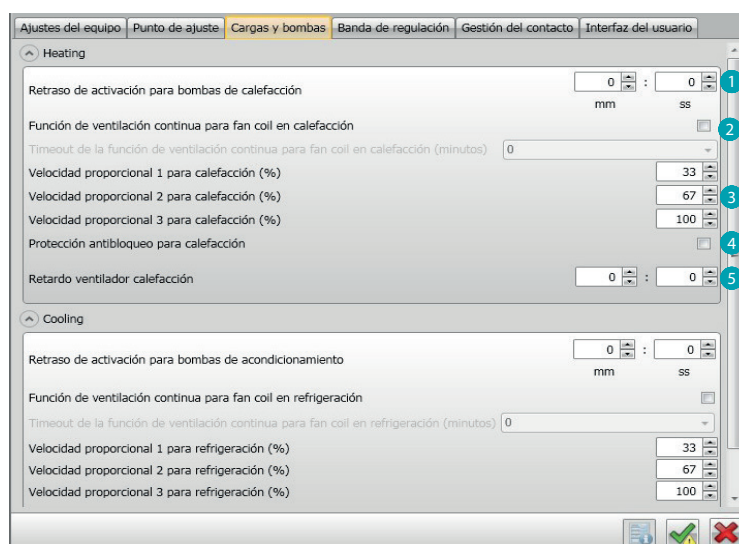 Ajustes del equipo Punto de ajuste Cargas y bombas Banda de regulación Gestión del contacto Interfaz del usuario
Heating
Retraso de activación para bombas de calefacción 0 : 0 1
mm ss
Función de ventilación continua para fan coil en calefacción 2
Timeout de la función de ventilación continua para fan coil en calefacción (minutos) 0
Velocidad proporcional 1 para calefacción (%) 33
Velocidad proporcional 2 para calefacción (%) 67 3
Velocidad proporcional 3 para calefacción (%) 100
Protección antibloqueo para calefacción 4
Retardo ventilador calefacción 0 : 0 5
Cooling
Retraso de activación para bombas de acondicionamiento 0 : 0
mm ss
Función de ventilación continua para fan coil en refrigeración
Timeout de la función de ventilación continua para fan coil en refrigeración (minutos) 0
Velocidad proporcional 1 para refrigeración (%) 33
Velocidad proporcional 2 para refrigeración (%) 67
Velocidad proporcional 3 para refrigeración (%) 100